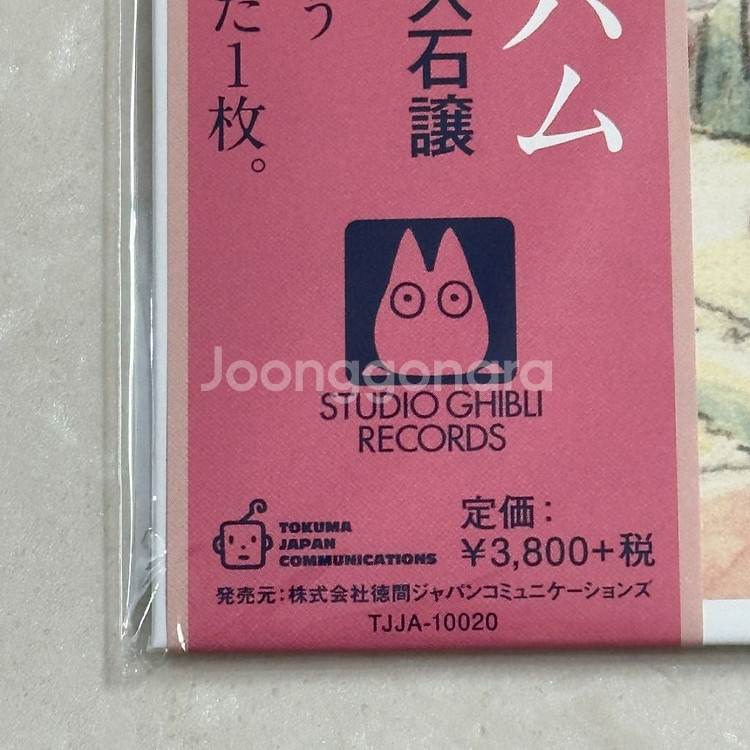 ム
久石譲
う
た1枚。
Joonggonara
STUDIO GHIBLI
RECORDS
TOKUMA
JAPAN
COMMUNICATIONS
定価:
¥3,800+税
発売元:株式会社徳間ジャパンコミュニケーションズ
TJJA-10020